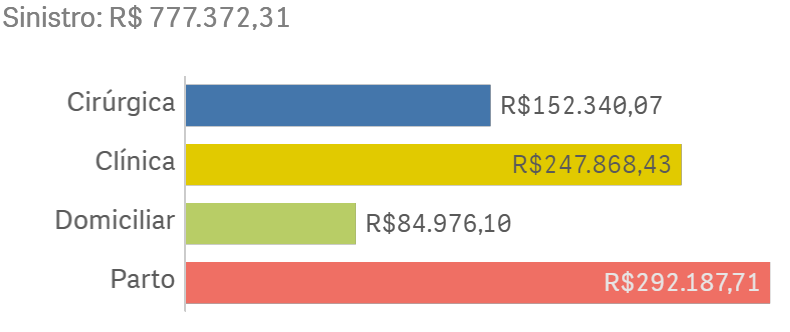 Sinistro: R$ 777.372,31
Cirúrgica R$152.340,07
Clínica R$247.868,43
Domiciliar R$84.976,10
Parto R$292.187,71